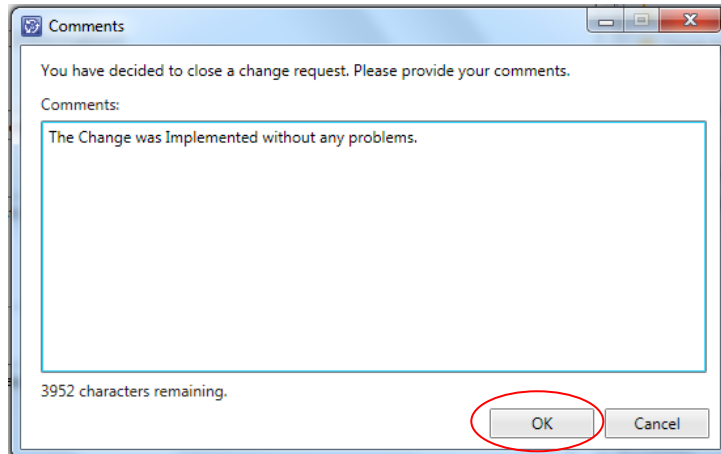 Comments
You have decided to close a change request. Please provide your comments.
Comments:
The Change was Implemented without any problems.
3952 characters remaining.
OK
Cancel